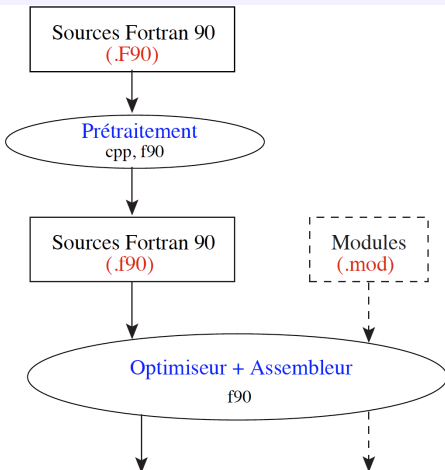 Sources Fortran 90
(.F90)
Prétraitement
cpp, f90
Sources Fortran 90
(.f90)
Modules
(.mod)
Optimiseur + Assembleur
f90